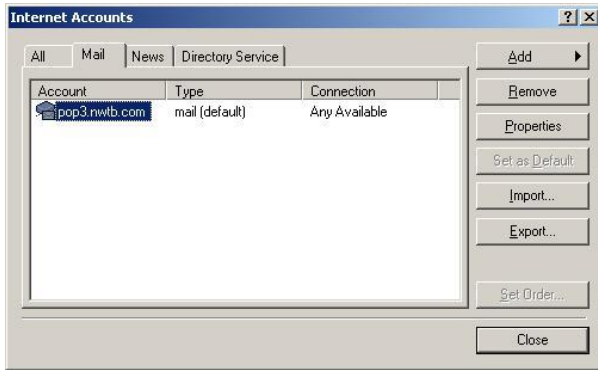 Internet Accounts
All Mail News Directory Service
Add
Account Type Connection
Remove
pop3.nwtb.com mail (default) Any Available
Properties
Set as Default
Import...
Export...
Set Order...
Close